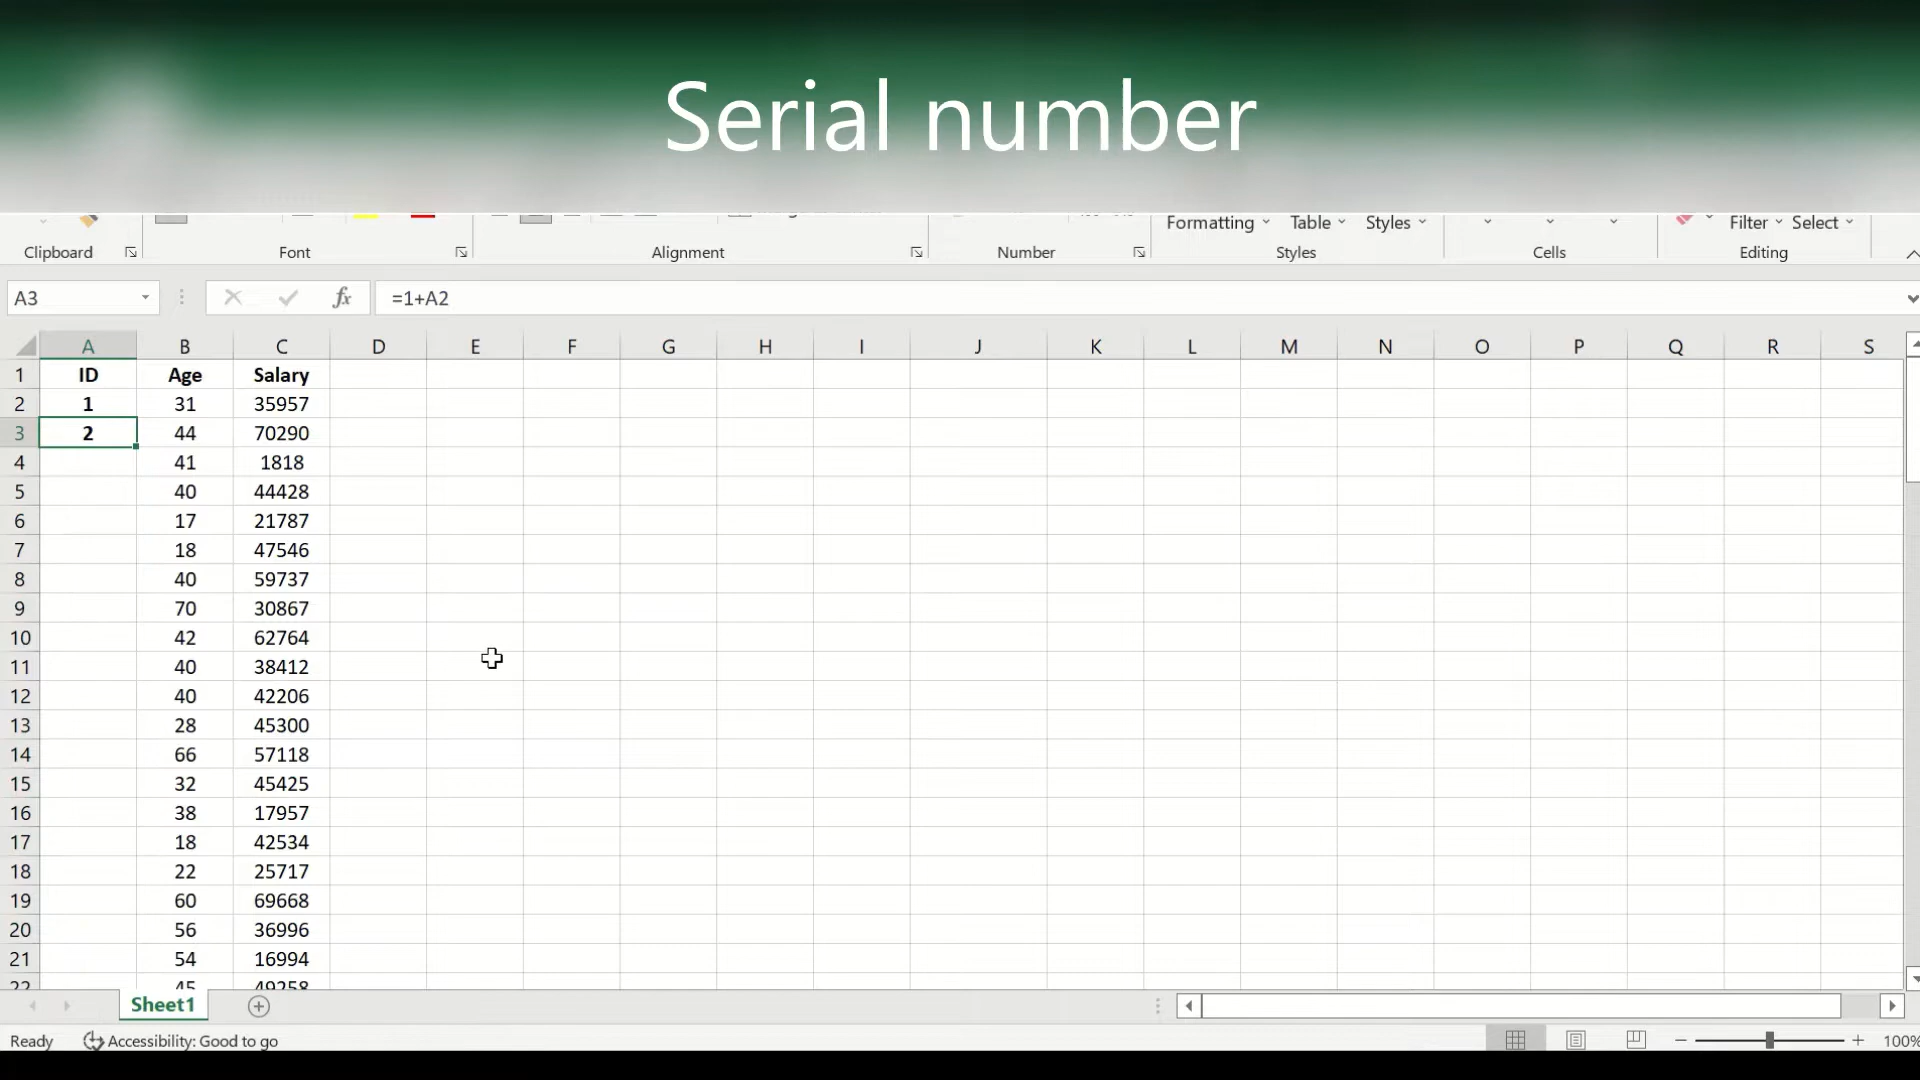 Serial number
Formatting Table Styles Filter Select
Clipboard Font Alignment Number Styles Cells Editing
A3 fx =1+A2
A B C D E F G H I J K L M N O P Q R S
1 ID Age Salary
2 1 31 35957
3 2 44 70290
4 41 1818
5 40 44428
6 17 21787
7 18 47546
8 40 59737
9 70 30867
10 42 62764
11 40 38412
12 40 42206
13 28 45300
14 66 57118
15 32 45425
16 38 17957
17 18 42534
18 22 25717
19 60 69668
20 56 36996
21 54 16994
22 45 49258
Sheet1
Ready Accessibility: Good to go 100%